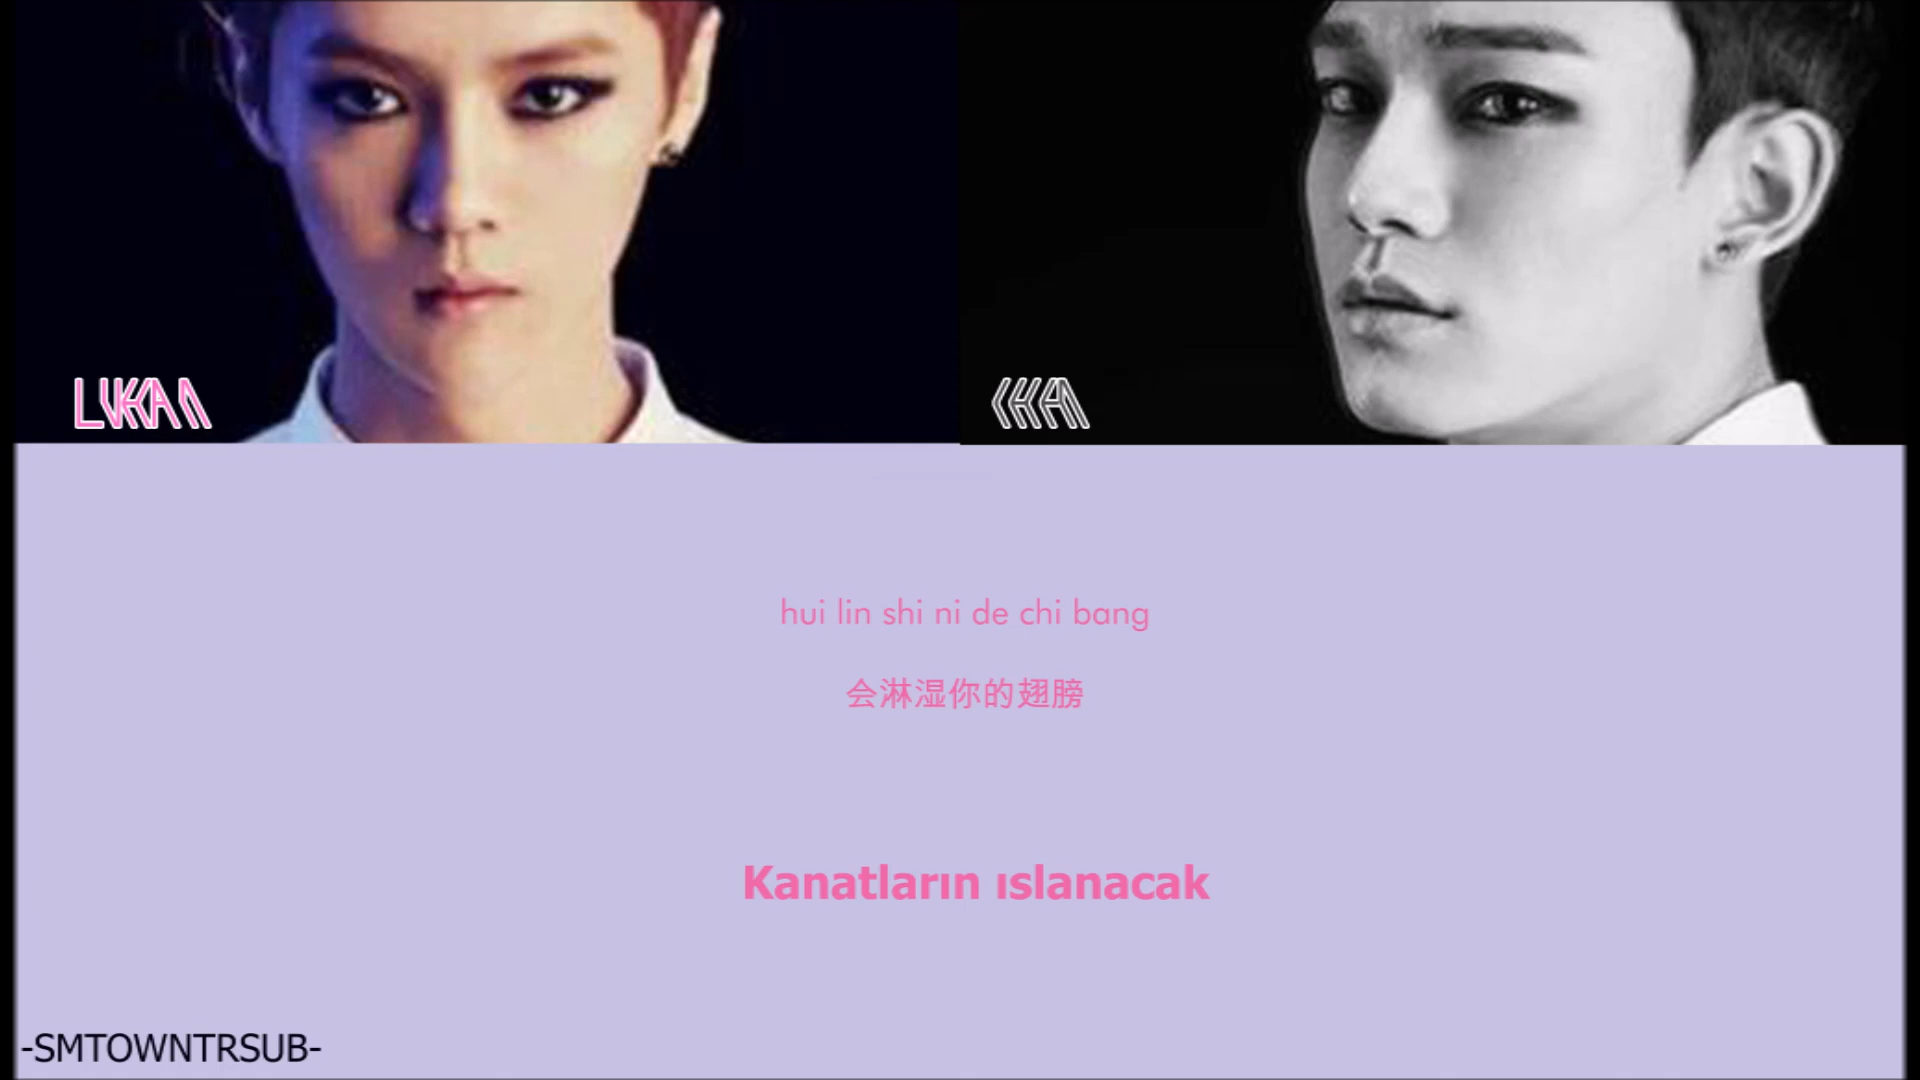 LUHAN
CHEN
hui lin shi ni de chi bang
会淋湿你的翅膀
Kanatların ıslanacak
-SMTOWNTRSUB-